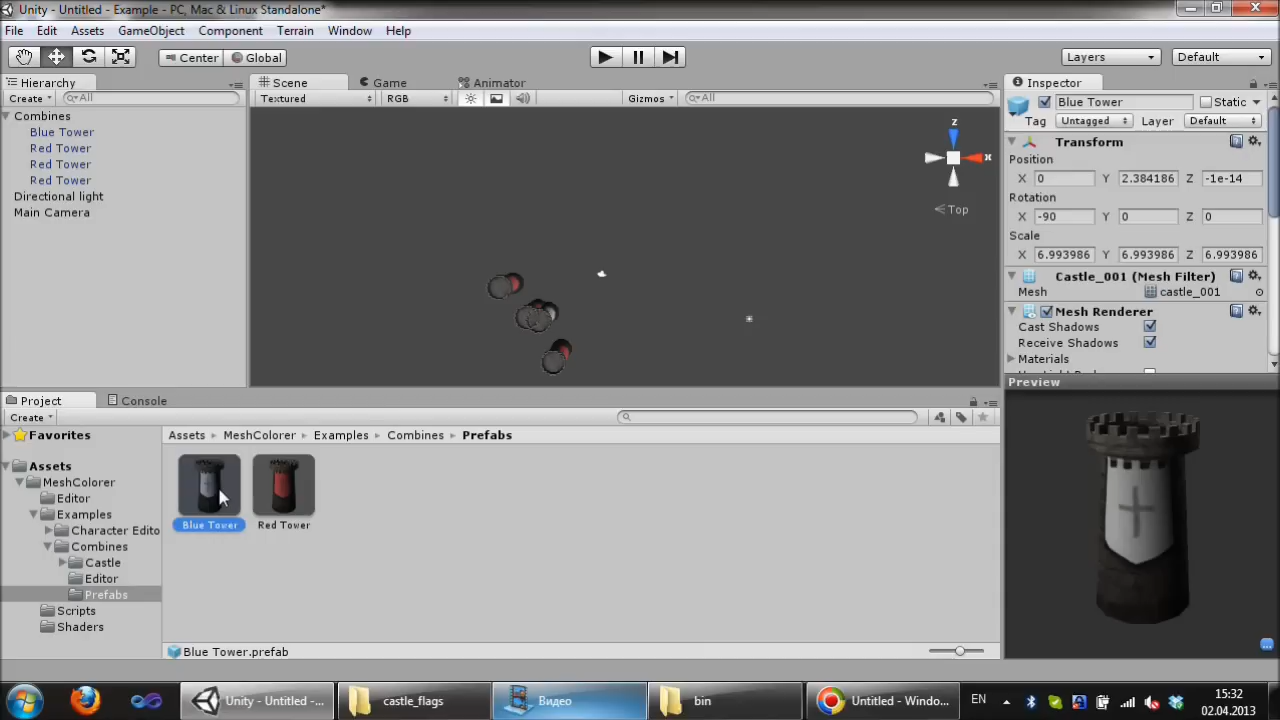 Unity - Untitled - Example - PC, Mac & Linux Standalone*
File Edit Assets GameObject Component Terrain Window Help
Center Global Layers Default
Hierarchy Scene Game Animator Inspector
Create All Textured RGB Gizmos All
Blue Tower Static
Tag Untagged Layer Default
Combines
Blue Tower
Red Tower
Red Tower
Red Tower
Directional light
Main Camera
z
x
Top
Transform
Position
X 0 Y 2.384186 Z -1e-14
Rotation
X -90 Y 0 Z 0
Scale
X 6.993986 Y 6.993986 Z 6.993986
Castle_001 (Mesh Filter)
Mesh castle_001
Mesh Renderer
Cast Shadows
Receive Shadows
Materials
Preview
Project Console
Create
Favorites
Assets
MeshColorer
Editor
Examples
Character Edito
Combines
Castle
Editor
Prefabs
Scripts
Shaders
Assets MeshColorer Examples Combines Prefabs
Blue Tower Red Tower
Blue Tower.prefab
Unity - Untitled -... castle_flags Видео bin Untitled - Windo...
EN 15:32
02.04.2013